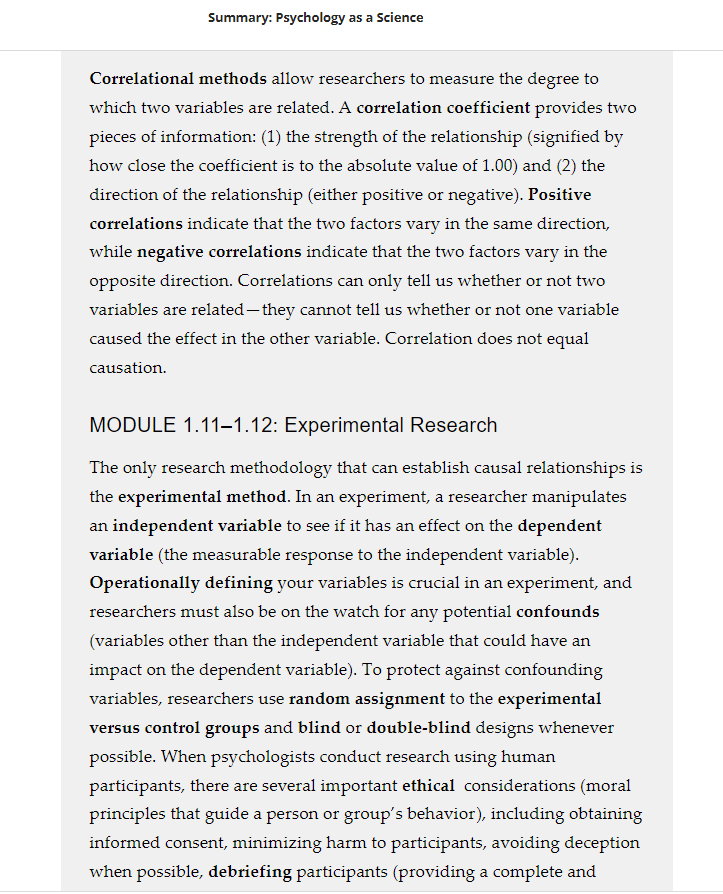 Summary: Psychology as a Science
Correlational methods allow researchers to measure the degree to
which two variables are related. A correlation coefficient provides two
pieces of information: (1) the strength of the relationship (signified by
how close the coefficient is to the absolute value of 1.00) and (2) the
direction of the relationship (either positive or negative). Positive
correlations indicate that the two factors vary in the same direction,
while negative correlations indicate that the two factors vary in the
opposite direction. Correlations can only tell us whether or not two
variables are related—they cannot tell us whether or not one variable
caused the effect in the other variable. Correlation does not equal
causation.
MODULE 1.11–1.12: Experimental Research
The only research methodology that can establish causal relationships is
the experimental method. In an experiment, a researcher manipulates
an independent variable to see if it has an effect on the dependent
variable (the measurable response to the independent variable).
Operationally defining your variables is crucial in an experiment, and
researchers must also be on the watch for any potential confounds
(variables other than the independent variable that could have an
impact on the dependent variable). To protect against confounding
variables, researchers use random assignment to the experimental
versus control groups and blind or double-blind designs whenever
possible. When psychologists conduct research using human
participants, there are several important ethical considerations (moral
principles that guide a person or group's behavior), including obtaining
informed consent, minimizing harm to participants, avoiding deception
when possible, debriefing participants (providing a complete and